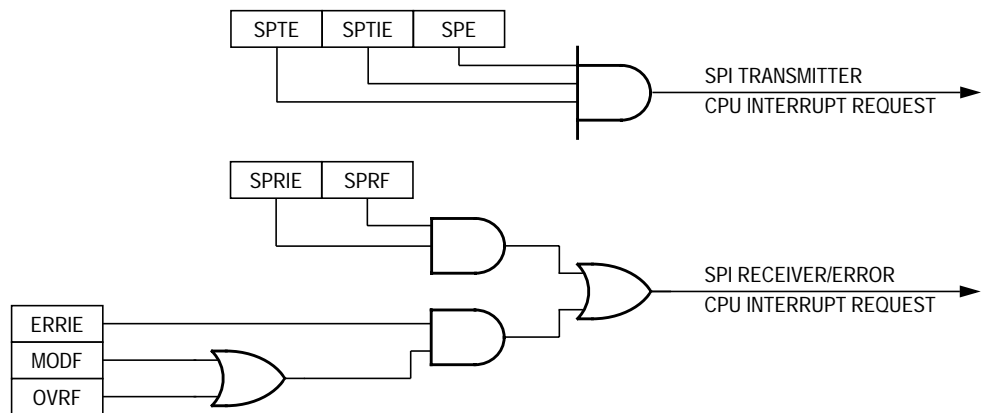 SPTE SPTIE SPE
SPI TRANSMITTER
CPU INTERRUPT REQUEST
SPRIE SPRF
SPI RECEIVER/ERROR
CPU INTERRUPT REQUEST
ERRIE
MODF
OVRF